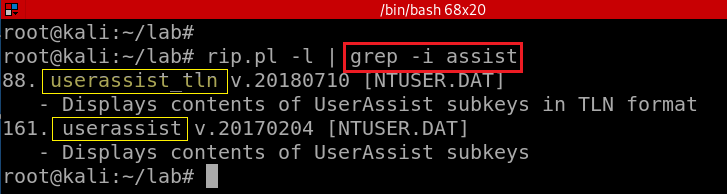 /bin/bash 68x20
root@kali:~/lab#
root@kali:~/lab# rip.pl -l | grep -i assist
88. userassist_tln v.20180710 [NTUSER.DAT]
- Displays contents of UserAssist subkeys in TLN format
161. userassist v.20170204 [NTUSER.DAT]
- Displays contents of UserAssist subkeys
root@kali:~/lab#